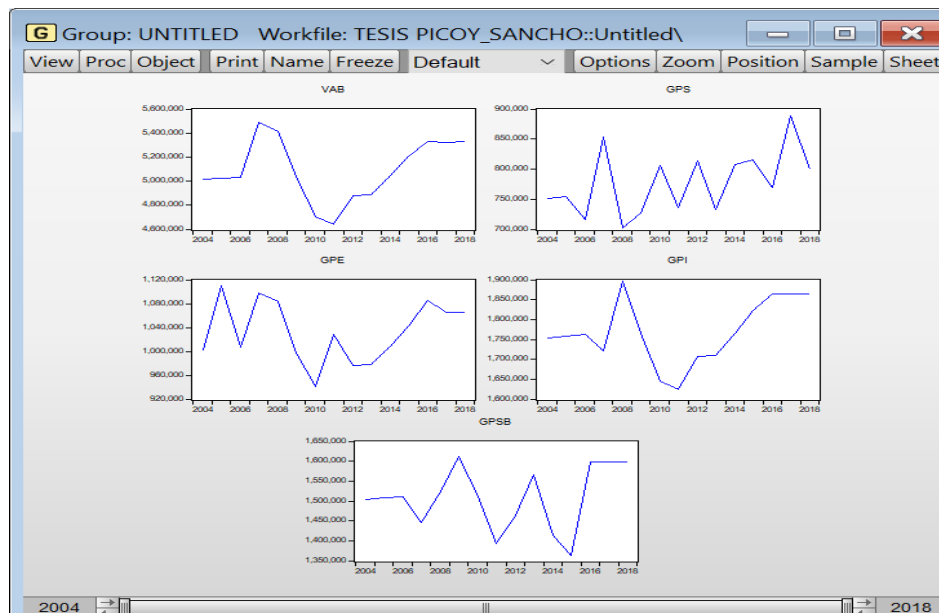 G Group: UNTITLED Workfile: TESIS PICOY_SANCHO::Untitled\
View Proc Object Print Name Freeze Default Options Zoom Position Sample Sheet
VAB
5,600,000
5,400,000
5,200,000
5,000,000
4,800,000
4,600,000
2004 2006 2008 2010 2012 2014 2016 2018
GPS
900,000
850,000
800,000
750,000
700,000
2004 2006 2008 2010 2012 2014 2016 2018
GPE
1,120,000
1,080,000
1,040,000
1,000,000
960,000
920,000
2004 2006 2008 2010 2012 2014 2016 2018
GPI
1,900,000
1,850,000
1,800,000
1,750,000
1,700,000
1,650,000
1,600,000
2004 2006 2008 2010 2012 2014 2016 2018
GPSB
1,650,000
1,600,000
1,550,000
1,500,000
1,450,000
1,400,000
1,350,000
2004 2006 2008 2010 2012 2014 2016 2018
2004 2018